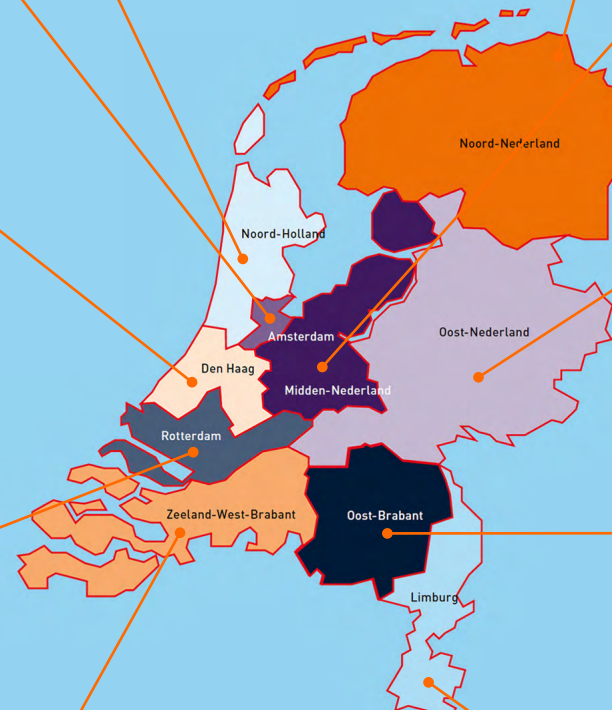 Noord-Nederland
Noord-Holland
Amsterdam
Oost-Nederland
Den Haag
Midden-Nederland
Rotterdam
Zeeland-West-Brabant
Oost-Brabant
Limburg